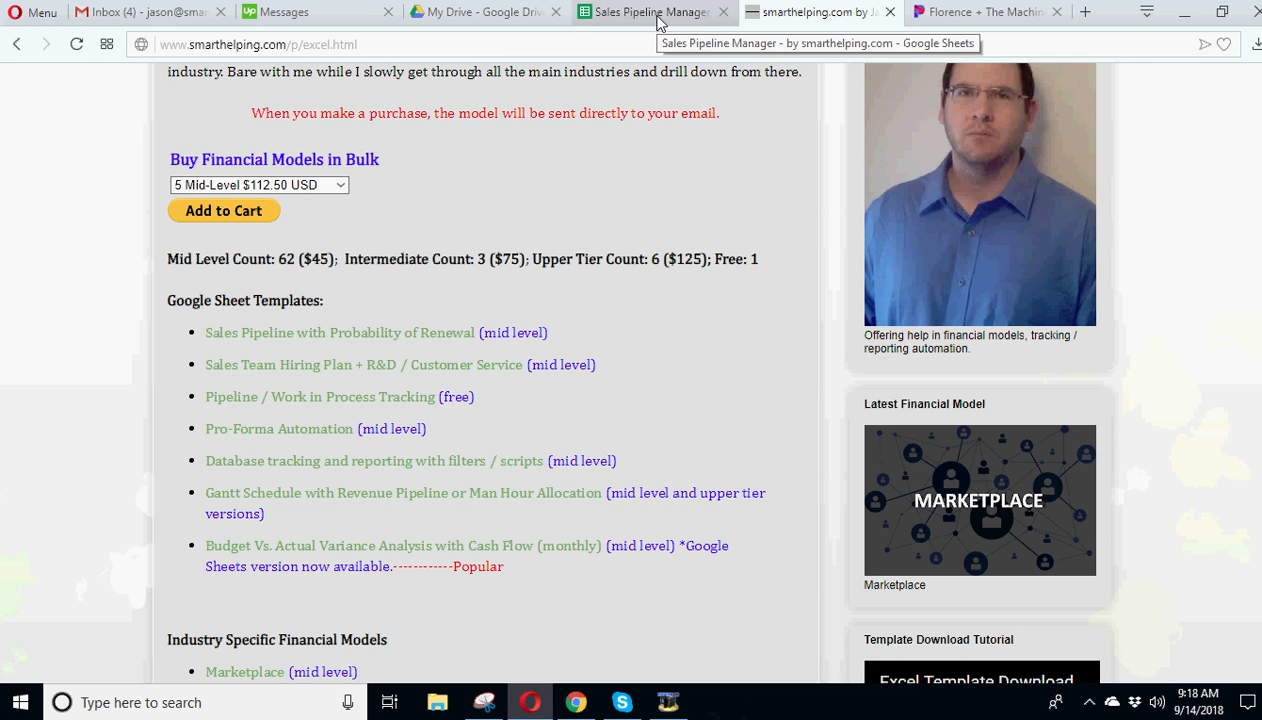 Menu
Inbox (4) - jason@smar
Messages
My Drive - Google Drive
Sales Pipeline Manager
smarthelping.com by Ja
Florence + The Machin
www.smarthelping.com/p/excel.html
Sales Pipeline Manager - by smarthelping.com - Google Sheets
industry. Bare with me while I slowly get through all the main industries and drill down from there.
When you make a purchase, the model will be sent directly to your email.
Buy Financial Models in Bulk
5 Mid-Level $112.50 USD
Add to Cart
Mid Level Count: 62 ($45); Intermediate Count: 3 ($75); Upper Tier Count: 6 ($125); Free: 1
Google Sheet Templates:
Sales Pipeline with Probability of Renewal (mid level)
Sales Team Hiring Plan + R&D / Customer Service (mid level)
Pipeline / Work in Process Tracking (free)
Pro-Forma Automation (mid level)
Database tracking and reporting with filters / scripts (mid level)
Gantt Schedule with Revenue Pipeline or Man Hour Allocation (mid level and upper tier
versions)
Budget Vs. Actual Variance Analysis with Cash Flow (monthly) (mid level) *Google
Sheets version now available.------------Popular
Industry Specific Financial Models
Marketplace (mid level)
Offering help in financial models, tracking /
reporting automation.
Latest Financial Model
MARKETPLACE
Marketplace
Template Download Tutorial
Excel Template Download
Type here to search
9:18 AM
9/14/2018